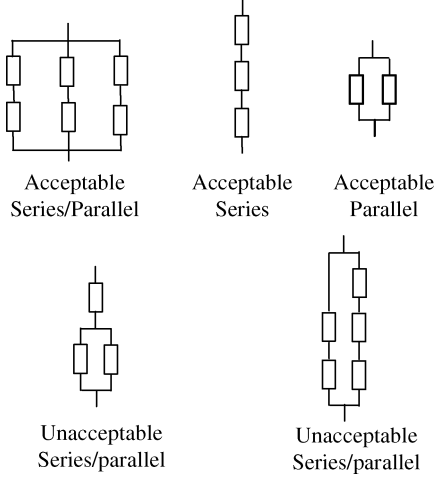 Acceptable
Series/Parallel
Acceptable
Series
Acceptable
Parallel
Unacceptable
Series/parallel
Unacceptable
Series/parallel